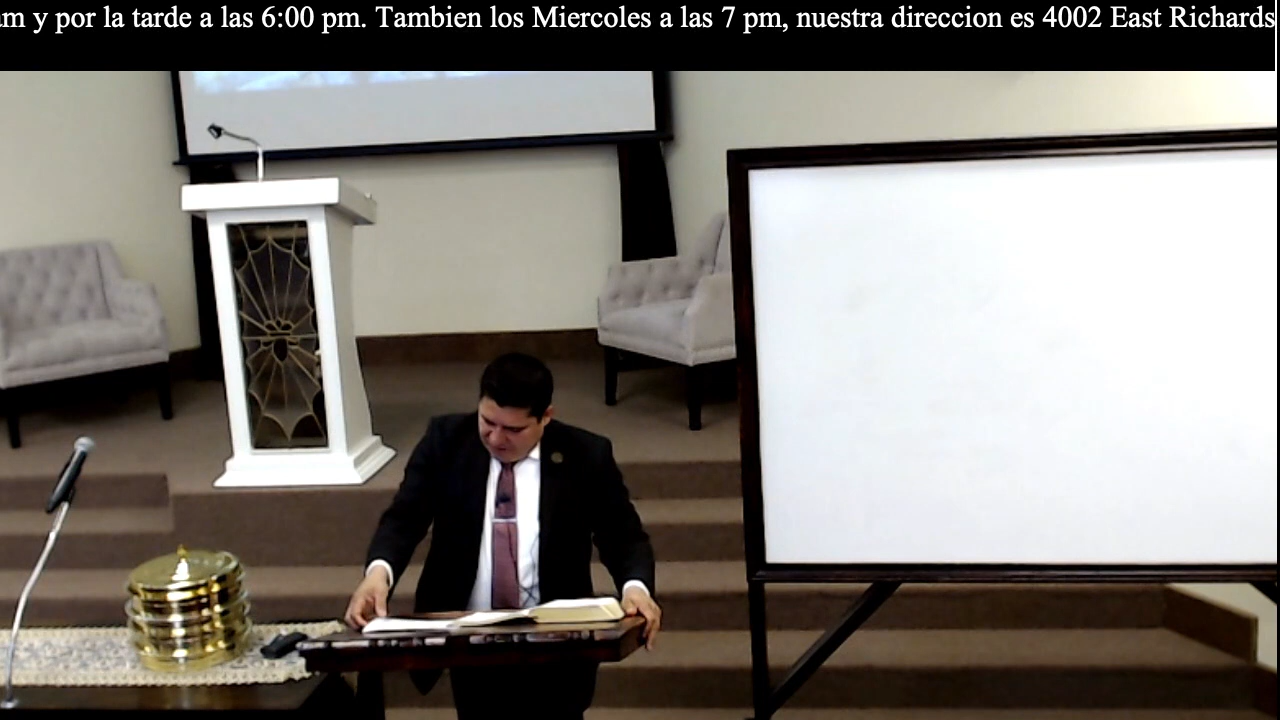 m y por la tarde a las 6:00 pm. Tambien los Miercoles a las 7 pm, nuestra direccion es 4002 East Richards